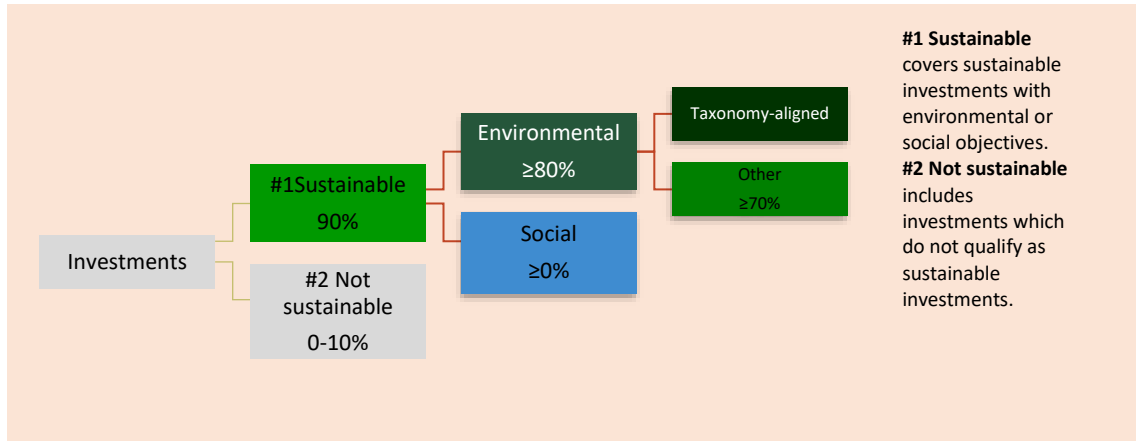 Investments
#1Sustainable
90%
#2 Not
sustainable
0-10%
Environmental
≥80%
Social
≥0%
Taxonomy-aligned
Other
≥70%
#1 Sustainable
covers sustainable
investments with
environmental or
social objectives.
#2 Not sustainable
includes
investments which
do not qualify as
sustainable
investments.